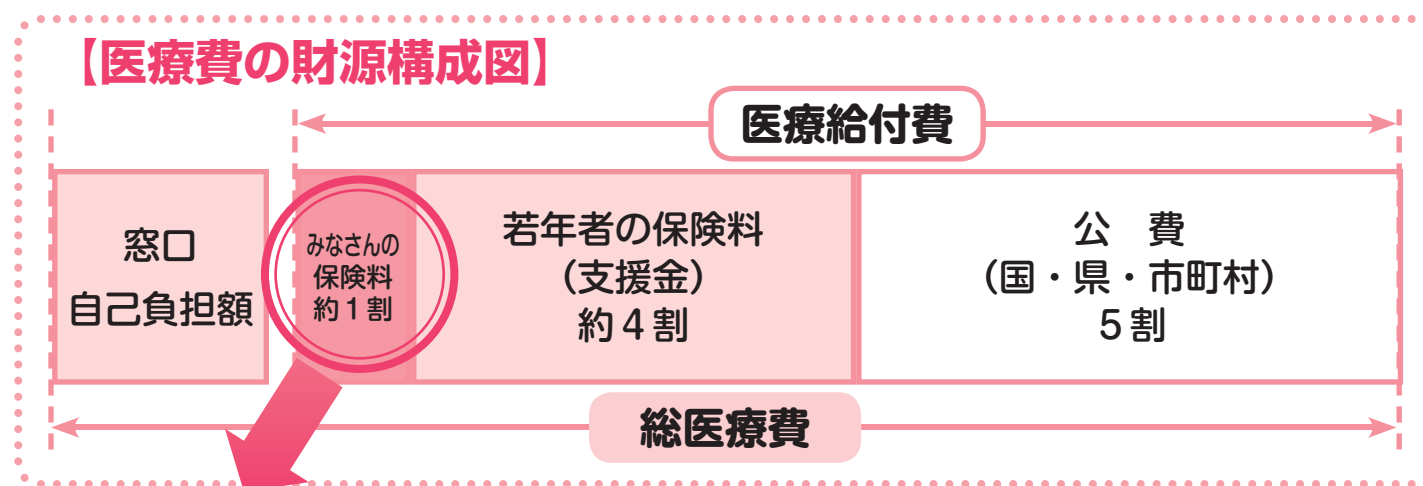 【医療費の財源構成図】
医療給付費
窓口
自己負担額
みなさんの
保険料
約1割
若年者の保険料
（支援金）
約4割
公　費
（国・県・市町村）
5割
総医療費